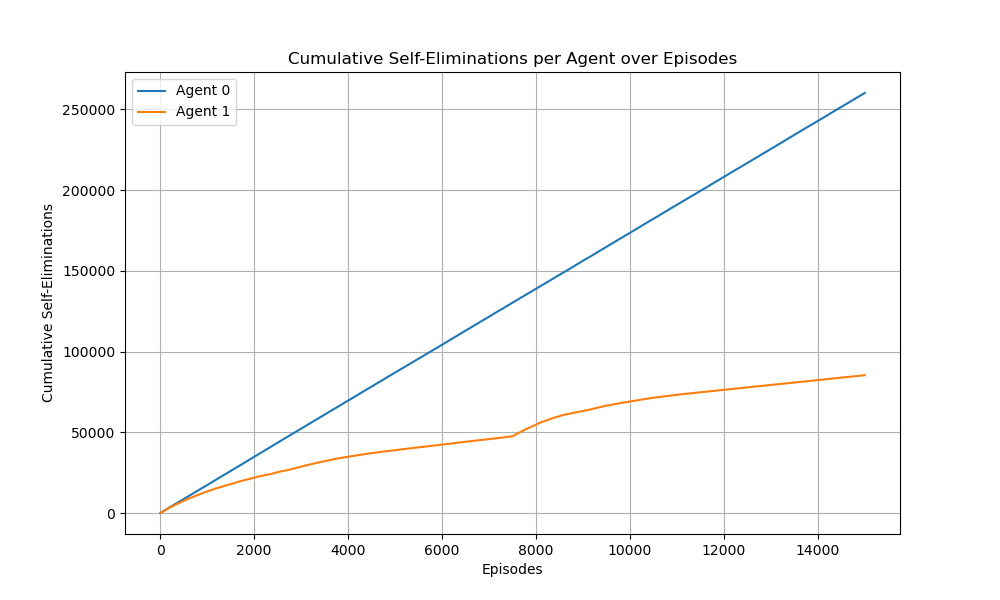 Cumulative Self-Eliminations per Agent over Episodes
Agent 0
Agent 1
Cumulative Self-Eliminations
250000
200000
150000
100000
50000
0
0 2000 4000 6000 8000 10000 12000 14000
Episodes